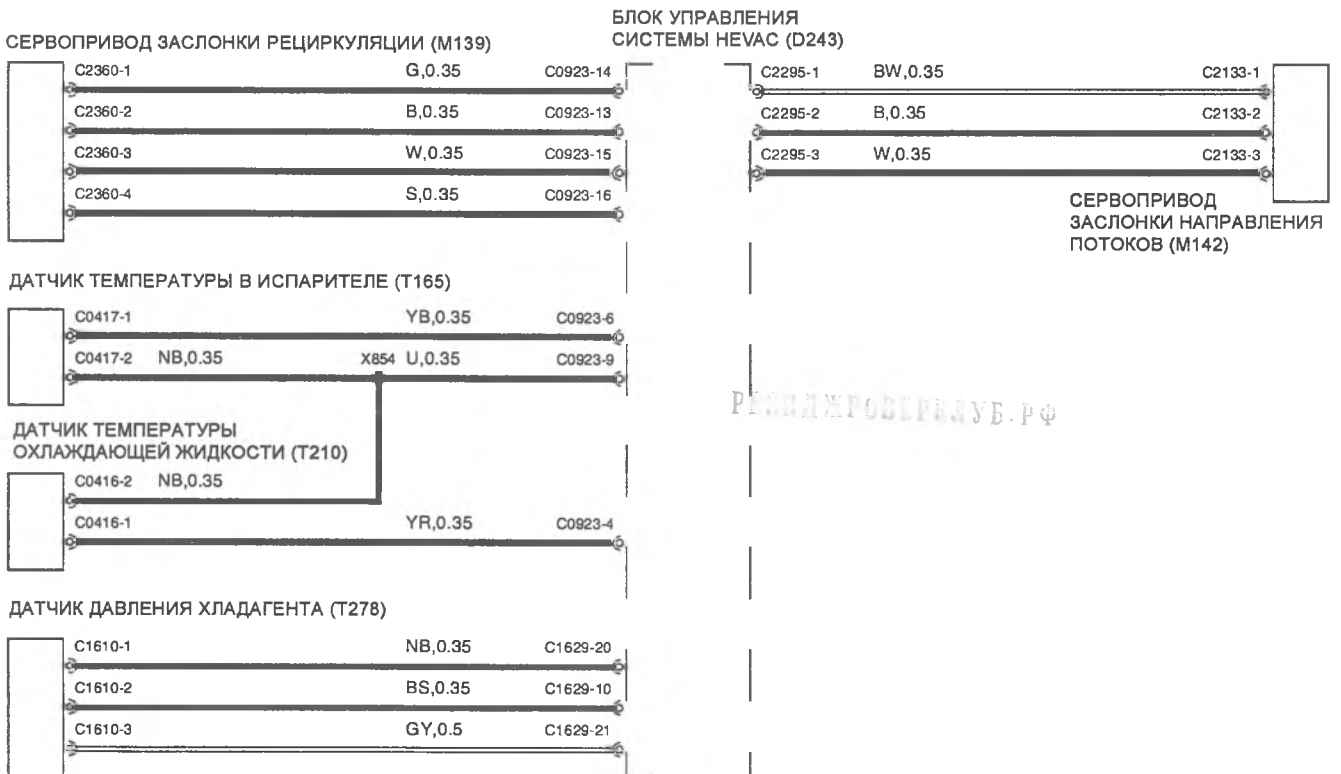 БЛОК УПРАВЛЕНИЯ
СИСТЕМЫ HEVAC (D243)
СЕРВОПРИВОД ЗАСЛОНКИ РЕЦИРКУЛЯЦИИ (M139)
C2360-1 G,0.35 C0923-14
C2360-2 B,0.35 C0923-13
C2360-3 W,0.35 C0923-15
C2360-4 S,0.35 C0923-16
C2295-1 BW,0.35 C2133-1
C2295-2 B,0.35 C2133-2
C2295-3 W,0.35 C2133-3
СЕРВОПРИВОД
ЗАСЛОНКИ НАПРАВЛЕНИЯ
ПОТОКОВ (M142)
ДАТЧИК ТЕМПЕРАТУРЫ В ИСПАРИТЕЛЕ (T165)
C0417-1 YB,0.35 C0923-6
C0417-2 NB,0.35 X854 U,0.35 C0923-9
РЕЙНДЖРОВЕРКЛУБ.РФ
ДАТЧИК ТЕМПЕРАТУРЫ
ОХЛАЖДАЮЩЕЙ ЖИДКОСТИ (T210)
C0416-2 NB,0.35
C0416-1 YR,0.35 C0923-4
ДАТЧИК ДАВЛЕНИЯ ХЛАДАГЕНТА (T278)
C1610-1 NB,0.35 C1629-20
C1610-2 BS,0.35 C1629-10
C1610-3 GY,0.5 C1629-21